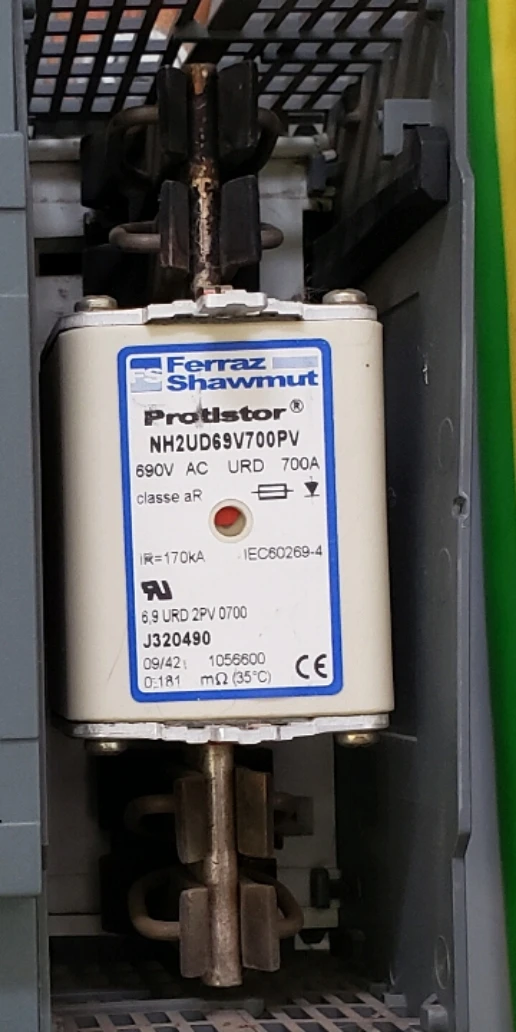 FS Ferraz
Shawmut
Protistor®
NH2UD69V700PV
690V AC URD 700A
classe aR
IR=170kA IEC60269-4
6,9 URD 2PV 0700
J320490
09/42 1056600
0,181 mΩ (35°C)
CE